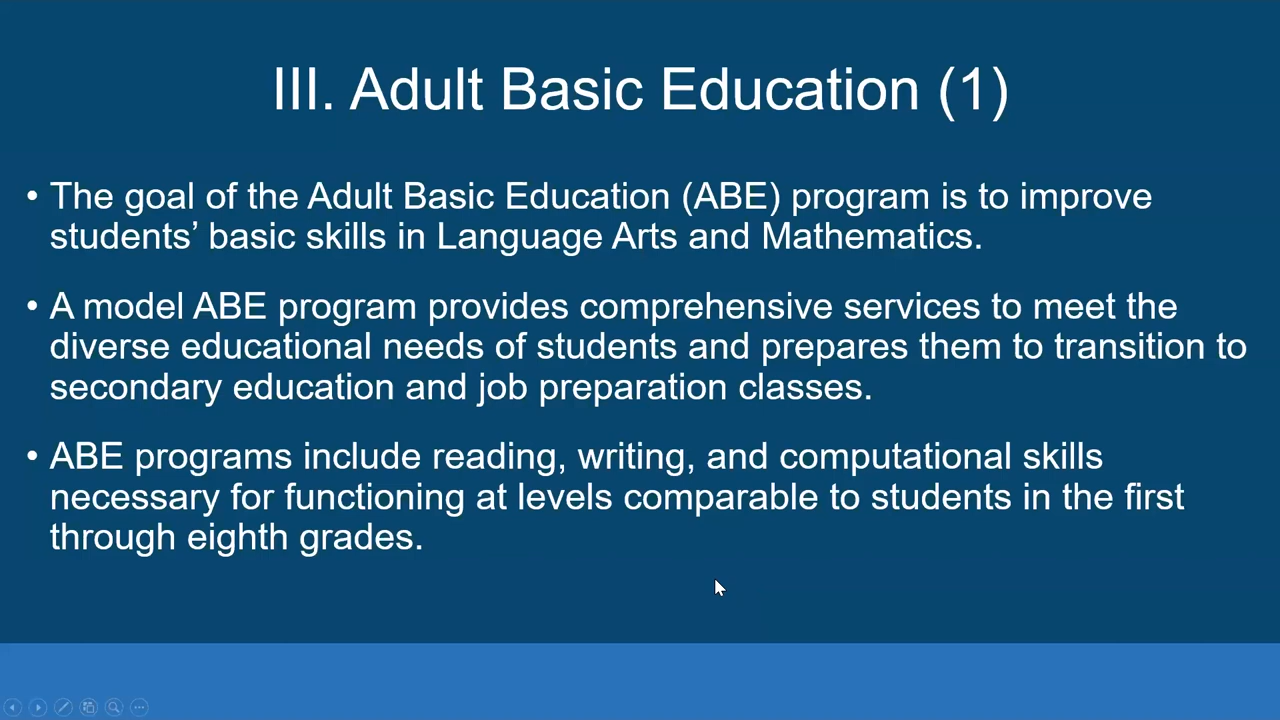 III. Adult Basic Education (1)
• The goal of the Adult Basic Education (ABE) program is to improve
students’ basic skills in Language Arts and Mathematics.
• A model ABE program provides comprehensive services to meet the
diverse educational needs of students and prepares them to transition to
secondary education and job preparation classes.
• ABE programs include reading, writing, and computational skills
necessary for functioning at levels comparable to students in the first
through eighth grades.